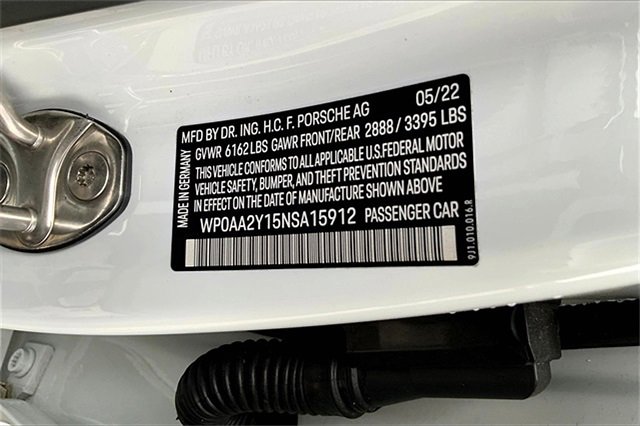 MFD BY DR. ING. H.C. F. PORSCHE AG 05/22
GVWR 6162 LBS GAWR FRONT/REAR 2888 / 3395 LBS
THIS VEHICLE CONFORMS TO ALL APPLICABLE U.S. FEDERAL MOTOR
VEHICLE SAFETY, BUMPER, AND THEFT PREVENTION STANDARDS
IN EFFECT ON THE DATE OF MANUFACTURE SHOWN ABOVE
WP0AA2Y15NSA15912 PASSENGER CAR
MADE IN GERMANY
9J1.010.016.R